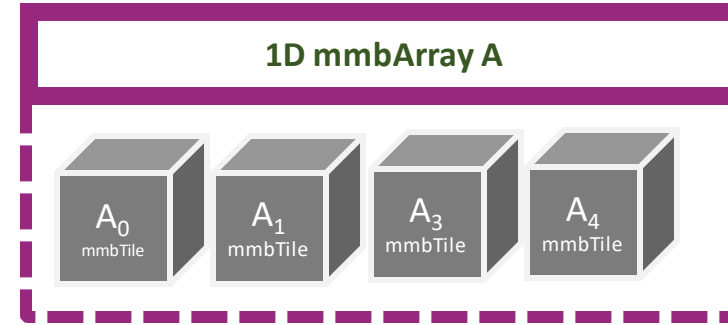 1D mmbArray A
A₀
mmbTile
A₁
mmbTile
A₃
mmbTile
A₄
mmbTile